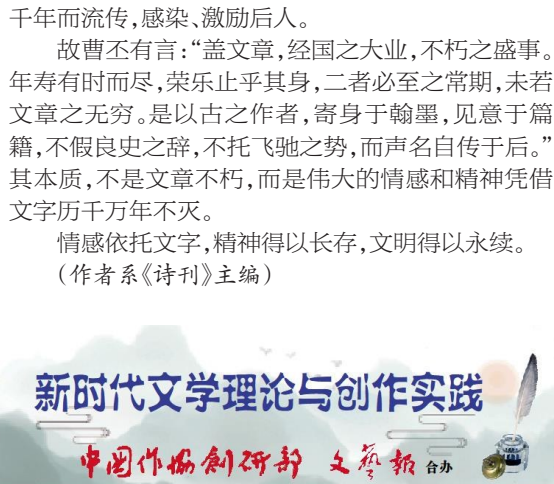 千年而流传，感染、激励后人。
故曹丕有言：“盖文章，经国之大业，不朽之盛事。
年寿有时而尽，荣乐止乎其身，二者必至之常期，未若
文章之无穷。是以古之作者，寄身于翰墨，见意于篇
籍，不假良史之辞，不托飞驰之势，而声名自传于后。”
其本质，不是文章不朽，而是伟大的情感和精神凭借
文字历千万年不灭。
情感依托文字，精神得以长存，文明得以永续。
（作者系《诗刊》主编）
新时代文学理论与创作实践
中国作协創研部 文藝報 合办